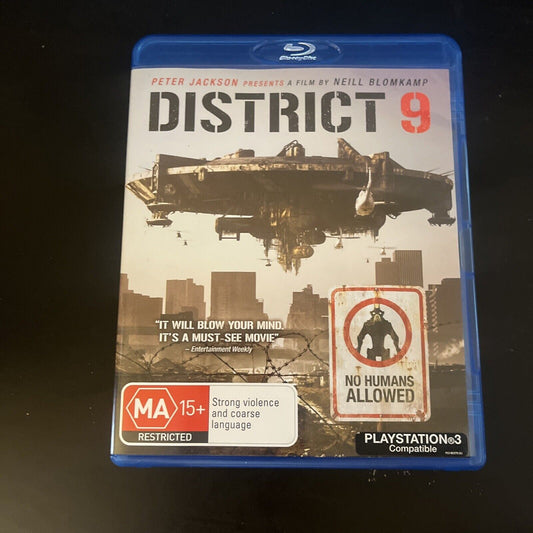 Blu-ray Disc
PETER JACKSON PRESENTS A FILM BY NEILL BLOMKAMP
DISTRICT 9
"IT WILL BLOW YOUR MIND.
IT'S A MUST-SEE MOVIE"
– Entertainment Weekly
NO HUMANS
ALLOWED
MA 15+
RESTRICTED
Strong violence
and coarse
language
PLAYSTATION®3
Compatible